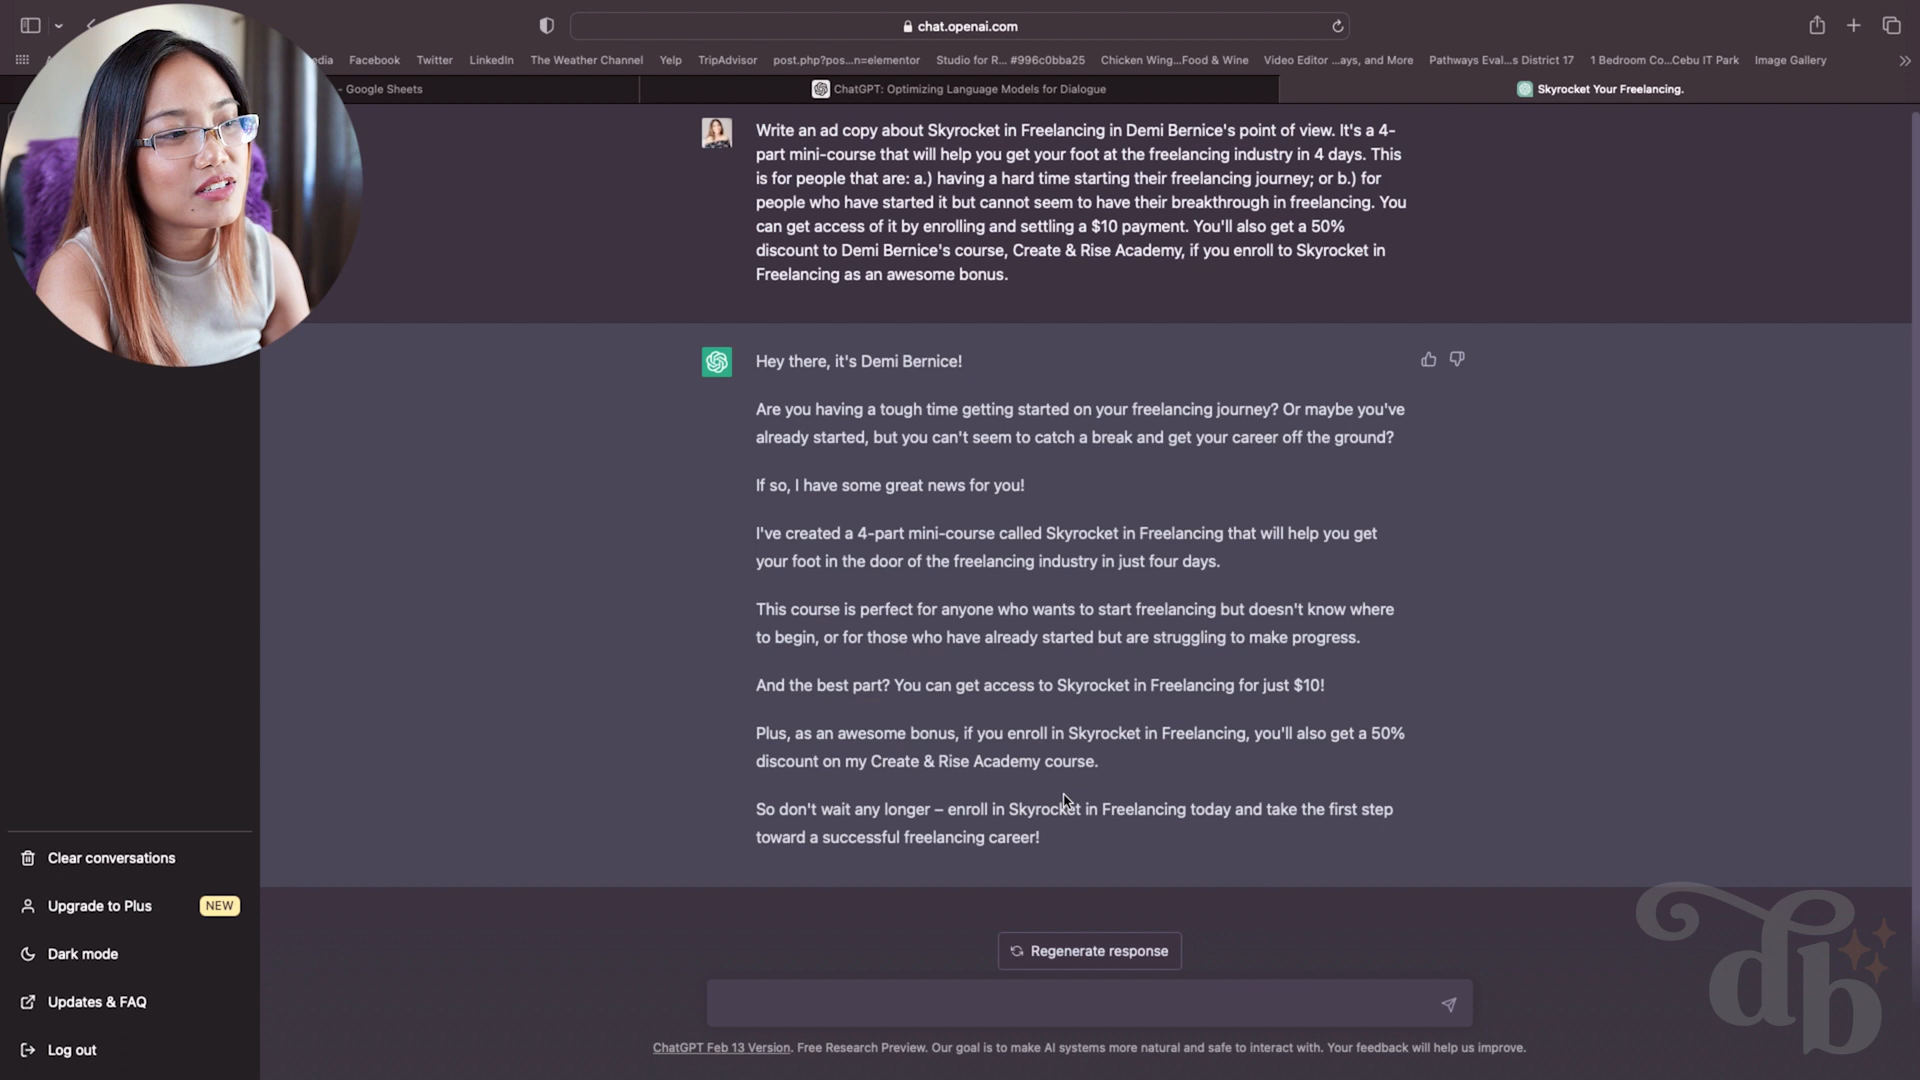 chat.openai.com
Facebook
Twitter
LinkedIn
The Weather Channel
Yelp
TripAdvisor
post.php?pos...n=elementor
Studio for R... #996c0bba25
Chicken Wing...Food & Wine
Video Editor ...ays, and More
Pathways Eval...s District 17
1 Bedroom Co...Cebu IT Park
Image Gallery
- Google Sheets
ChatGPT: Optimizing Language Models for Dialogue
Skyrocket Your Freelancing.
Write an ad copy about Skyrocket in Freelancing in Demi Bernice's point of view. It's a 4-
part mini-course that will help you get your foot at the freelancing industry in 4 days. This
is for people that are: a.) having a hard time starting their freelancing journey; or b.) for
people who have started it but cannot seem to have their breakthrough in freelancing. You
can get access of it by enrolling and settling a $10 payment. You'll also get a 50%
discount to Demi Bernice's course, Create & Rise Academy, if you enroll to Skyrocket in
Freelancing as an awesome bonus.
Hey there, it's Demi Bernice!
Are you having a tough time getting started on your freelancing journey? Or maybe you've
already started, but you can't seem to catch a break and get your career off the ground?
If so, I have some great news for you!
I've created a 4-part mini-course called Skyrocket in Freelancing that will help you get
your foot in the door of the freelancing industry in just four days.
This course is perfect for anyone who wants to start freelancing but doesn't know where
to begin, or for those who have already started but are struggling to make progress.
And the best part? You can get access to Skyrocket in Freelancing for just $10!
Plus, as an awesome bonus, if you enroll in Skyrocket in Freelancing, you'll also get a 50%
discount on my Create & Rise Academy course.
So don't wait any longer – enroll in Skyrocket in Freelancing today and take the first step
toward a successful freelancing career!
Clear conversations
Upgrade to Plus
NEW
Dark mode
Updates & FAQ
Log out
Regenerate response
ChatGPT Feb 13 Version. Free Research Preview. Our goal is to make AI systems more natural and safe to interact with. Your feedback will help us improve.
db